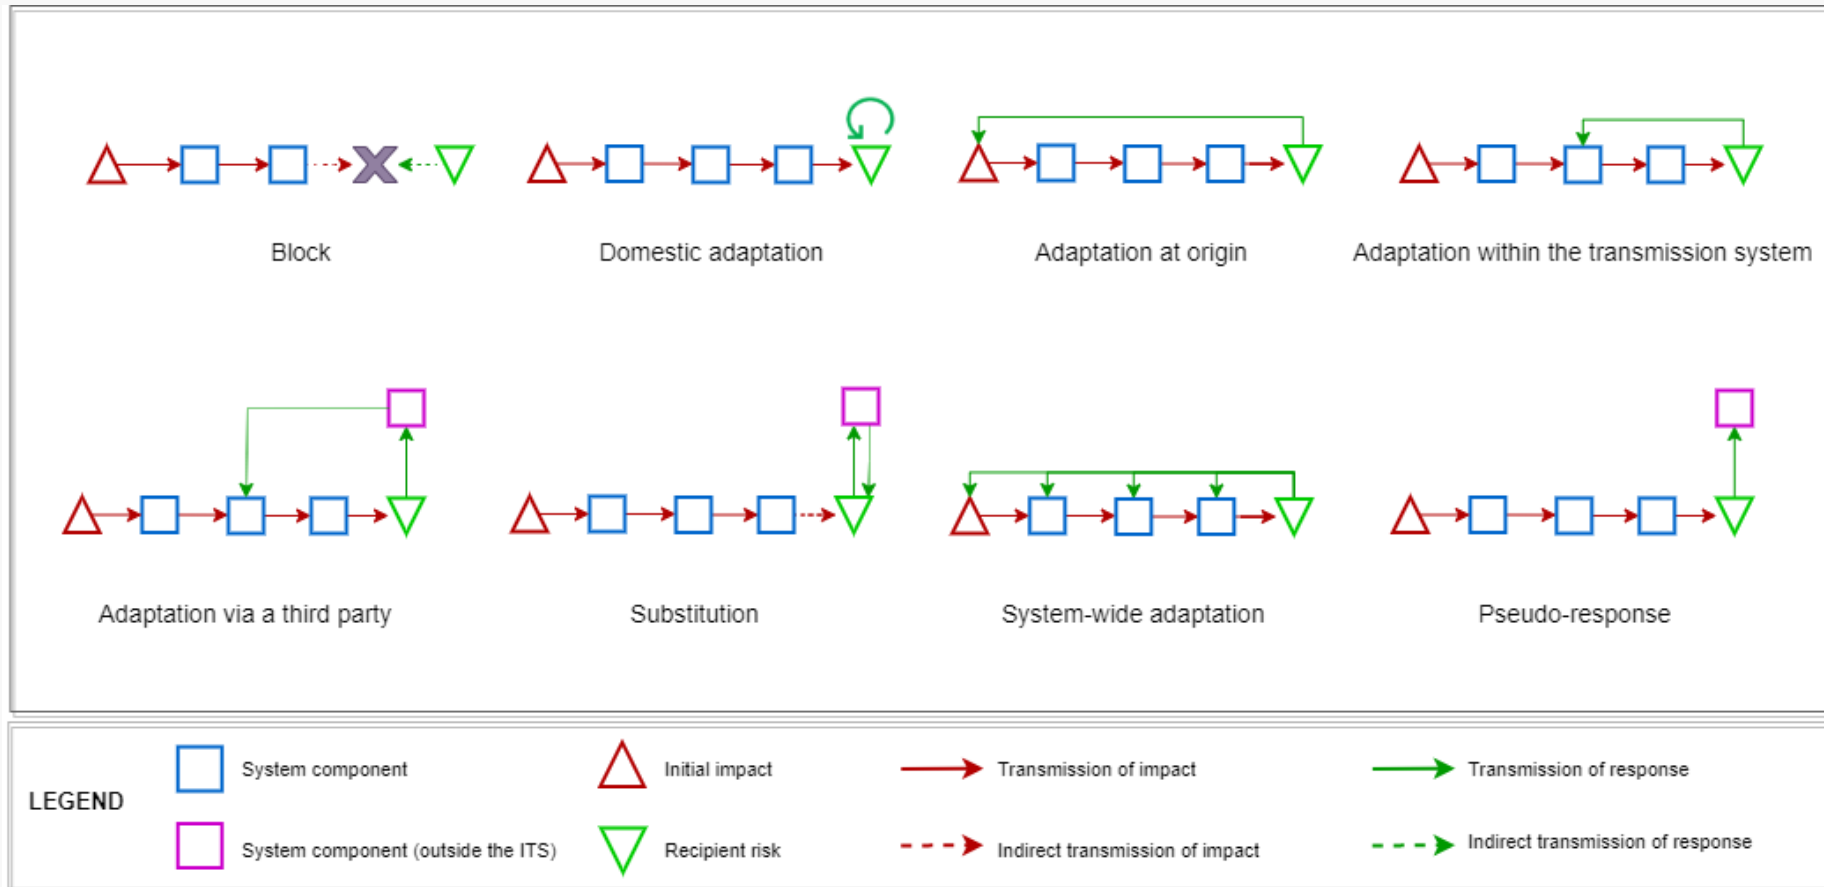 Block
Domestic adaptation
Adaptation at origin
Adaptation within the transmission system
Adaptation via a third party
Substitution
System-wide adaptation
Pseudo-response
LEGEND
System component
Initial impact
Transmission of impact
Transmission of response
System component (outside the ITS)
Recipient risk
Indirect transmission of impact
Indirect transmission of response